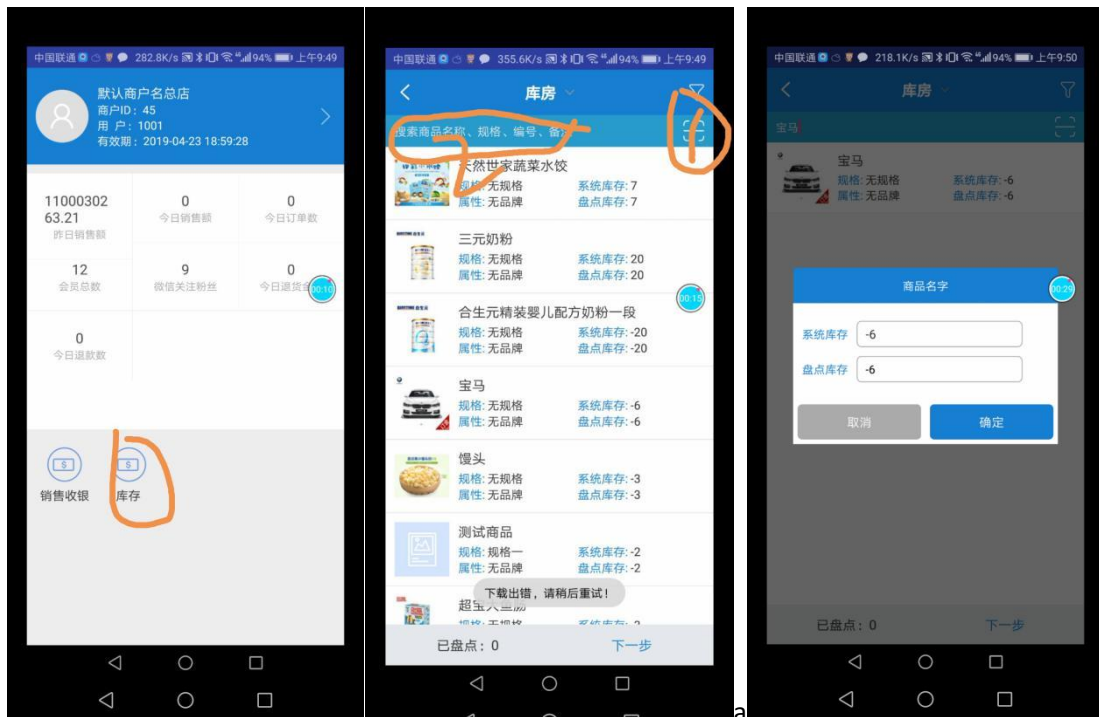 中国联通 282.8K/s 46 94% 上午9:49
默认商户名总店
商户ID: 45
用 户: 1001
有效期: 2019-04-23 18:59:28
11000302
63.21
昨日销售额
0
今日销售额
0
今日订单数
12
会员总数
9
微信关注粉丝
0
今日退货金
00:10
0
今日退款数
销售收银
库存
中国联通 355.6K/s 46 94% 上午9:49
库房
1
搜索商品名称、规格、编号、备注
2
天然世家蔬菜水饺
规格: 无规格 系统库存: 7
属性: 无品牌 盘点库存: 7
三元奶粉
规格: 无规格 系统库存: 20
属性: 无品牌 盘点库存: 20
00:15
合生元精装婴儿配方奶粉一段
规格: 无规格 系统库存: -20
属性: 无品牌 盘点库存: -20
宝马
规格: 无规格 系统库存: -6
属性: 无品牌 盘点库存: -6
馒头
规格: 无规格 系统库存: -3
属性: 无品牌 盘点库存: -3
测试商品
规格: 规格一 系统库存: -2
属性: 无品牌 盘点库存: -2
下载出错，请稍后重试！
已盘点: 0 下一步
a
中国联通 218.1K/s 46 94% 上午9:50
库房
宝马
宝马
规格: 无规格 系统库存: -6
属性: 无品牌 盘点库存: -6
商品名字
00:29
系统库存 -6
盘点库存 -6
取消 确定
已盘点: 0 下一步